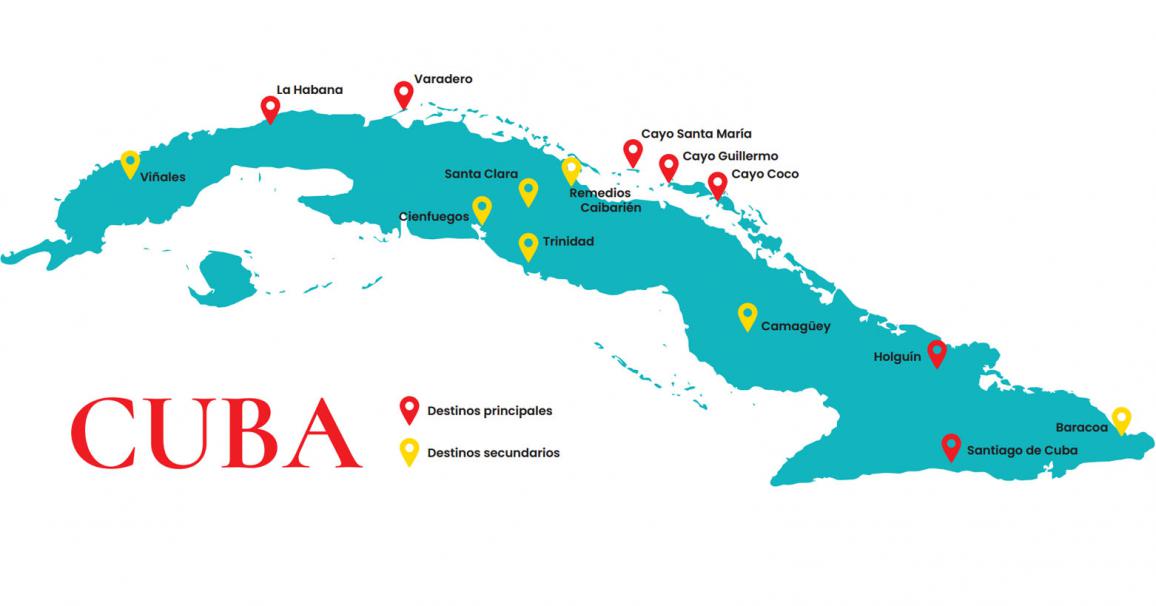 Varadero
La Habana
Cayo Santa María
Cayo Guillermo
Cayo Coco
Viñales
Santa Clara
Remedios
Caibarién
Cienfuegos
Trinidad
Camagüey
Holguín
CUBA
Destinos principales
Destinos secundarios
Baracoa
Santiago de Cuba